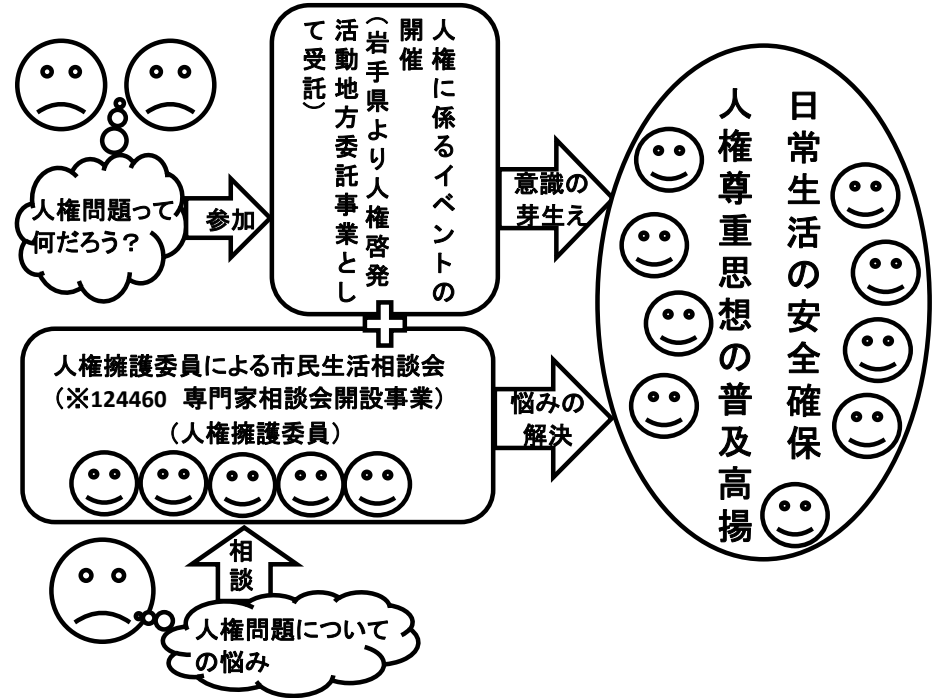 人権問題って
何だろう？
参加
人権に係るイベントの
開催
（岩手県より人権啓発
活動地方委託事業とし
て受託）
意識の
芽生え
人権擁護委員による市民生活相談会
（※124460　専門家相談会開設事業）
（人権擁護委員）
悩みの
解決
相談
人権問題について
の悩み
日常生活の安全確保
人権尊重思想の普及高揚